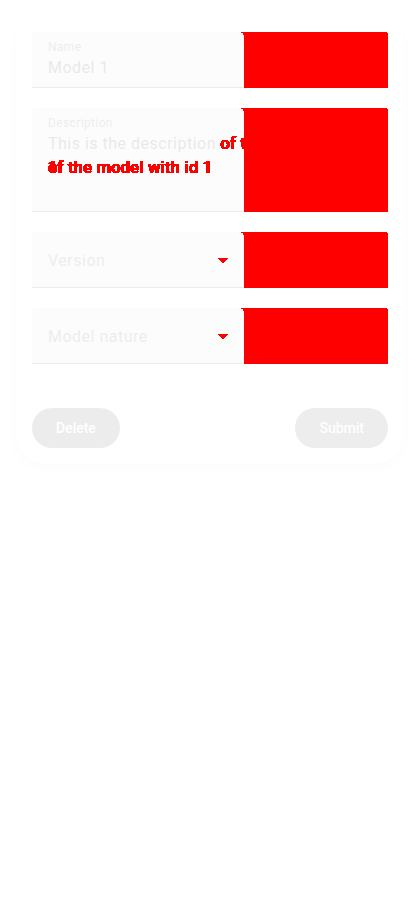 Name
Model 1
Description
This is the description of t
of the model with id 1
Version
Model nature
Delete
Submit